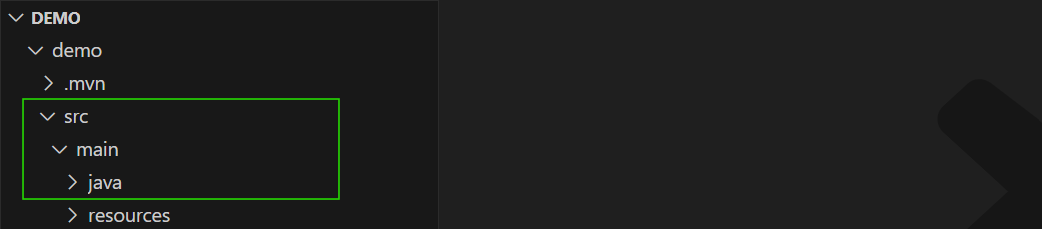 DEMO
demo
.mvn
src
main
java
resources